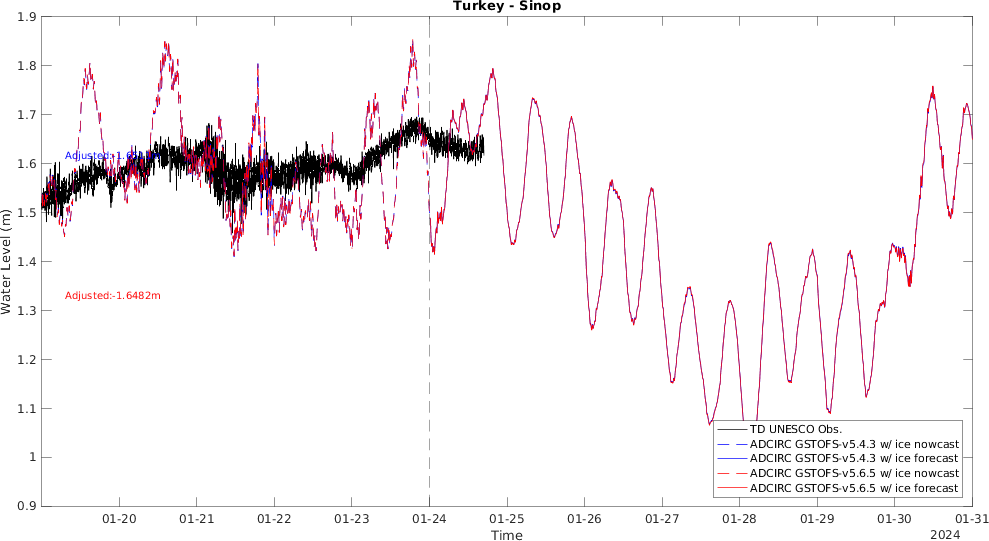 Turkey - Sinop
1.9
1.8
1.7
1.6
1.5
1.4
1.3
1.2
1.1
1
0.9
Water Level (m)
Adjusted:-1.6482m
TD UNESCO Obs.
ADCIRC GSTOFS-v5.4.3 w/ ice nowcast
ADCIRC GSTOFS-v5.4.3 w/ ice forecast
ADCIRC GSTOFS-v5.6.5 w/ ice nowcast
ADCIRC GSTOFS-v5.6.5 w/ ice forecast
01-20 01-21 01-22 01-23 01-24 01-25 01-26 01-27 01-28 01-29 01-30 01-31
Time
2024